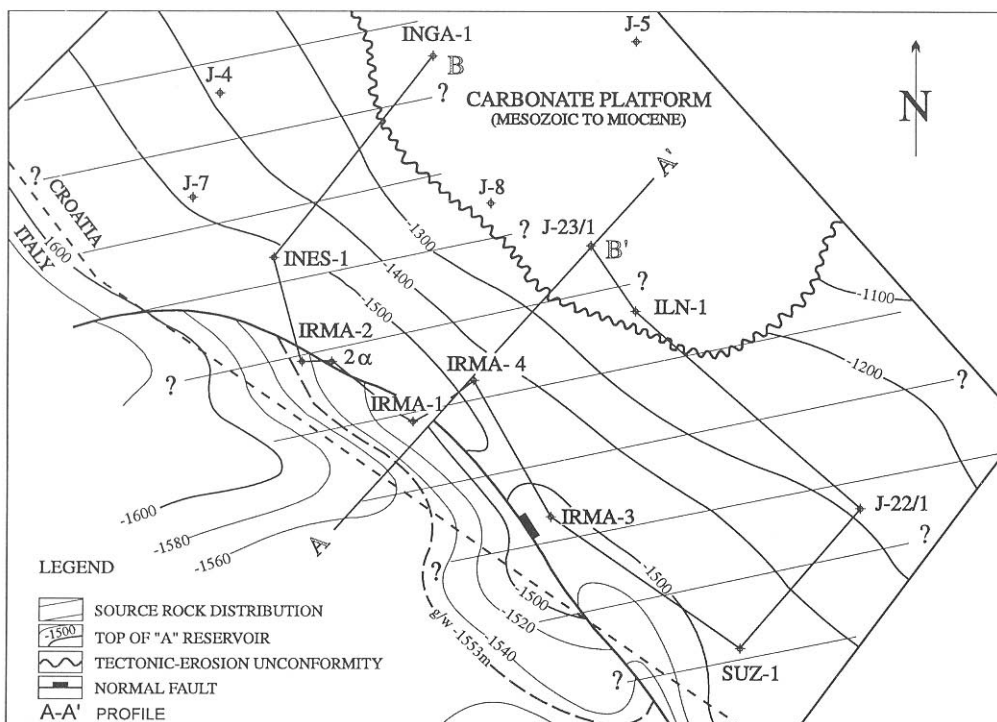 INGA-1
B
J-5
J-4
?
CARBONATE PLATFORM
(MESOZOIC TO MIOCENE)
N
A'
?
J-7
J-8
?
J-23/1
B'
CROATIA
ITALY
-1600
INES-1
-1300
-1400
?
-1500
ILN-1
-1100
IRMA-2
2α
IRMA-4
-1200
?
?
IRMA-1
-1600
-1580
-1560
A
IRMA-3
J-22/1
?
-1500
LEGEND
?
-1500
-1520
-1540
g/w -1553m
SOURCE ROCK DISTRIBUTION
-1500
TOP OF "A" RESERVOIR
TECTONIC-EROSION UNCONFORMITY
NORMAL FAULT
A-A' PROFILE
?
SUZ-1